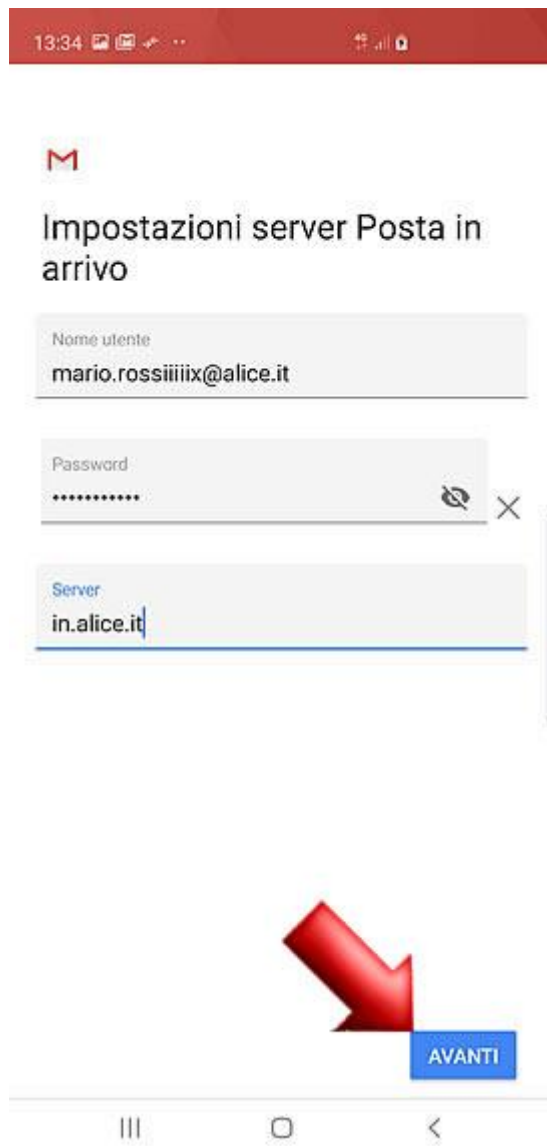 13:34
4G
Impostazioni server Posta in
arrivo
Nome utente
mario.rossiiiiix@alice.it
Password
•••••••••••
Server
in.alice.it
AVANTI